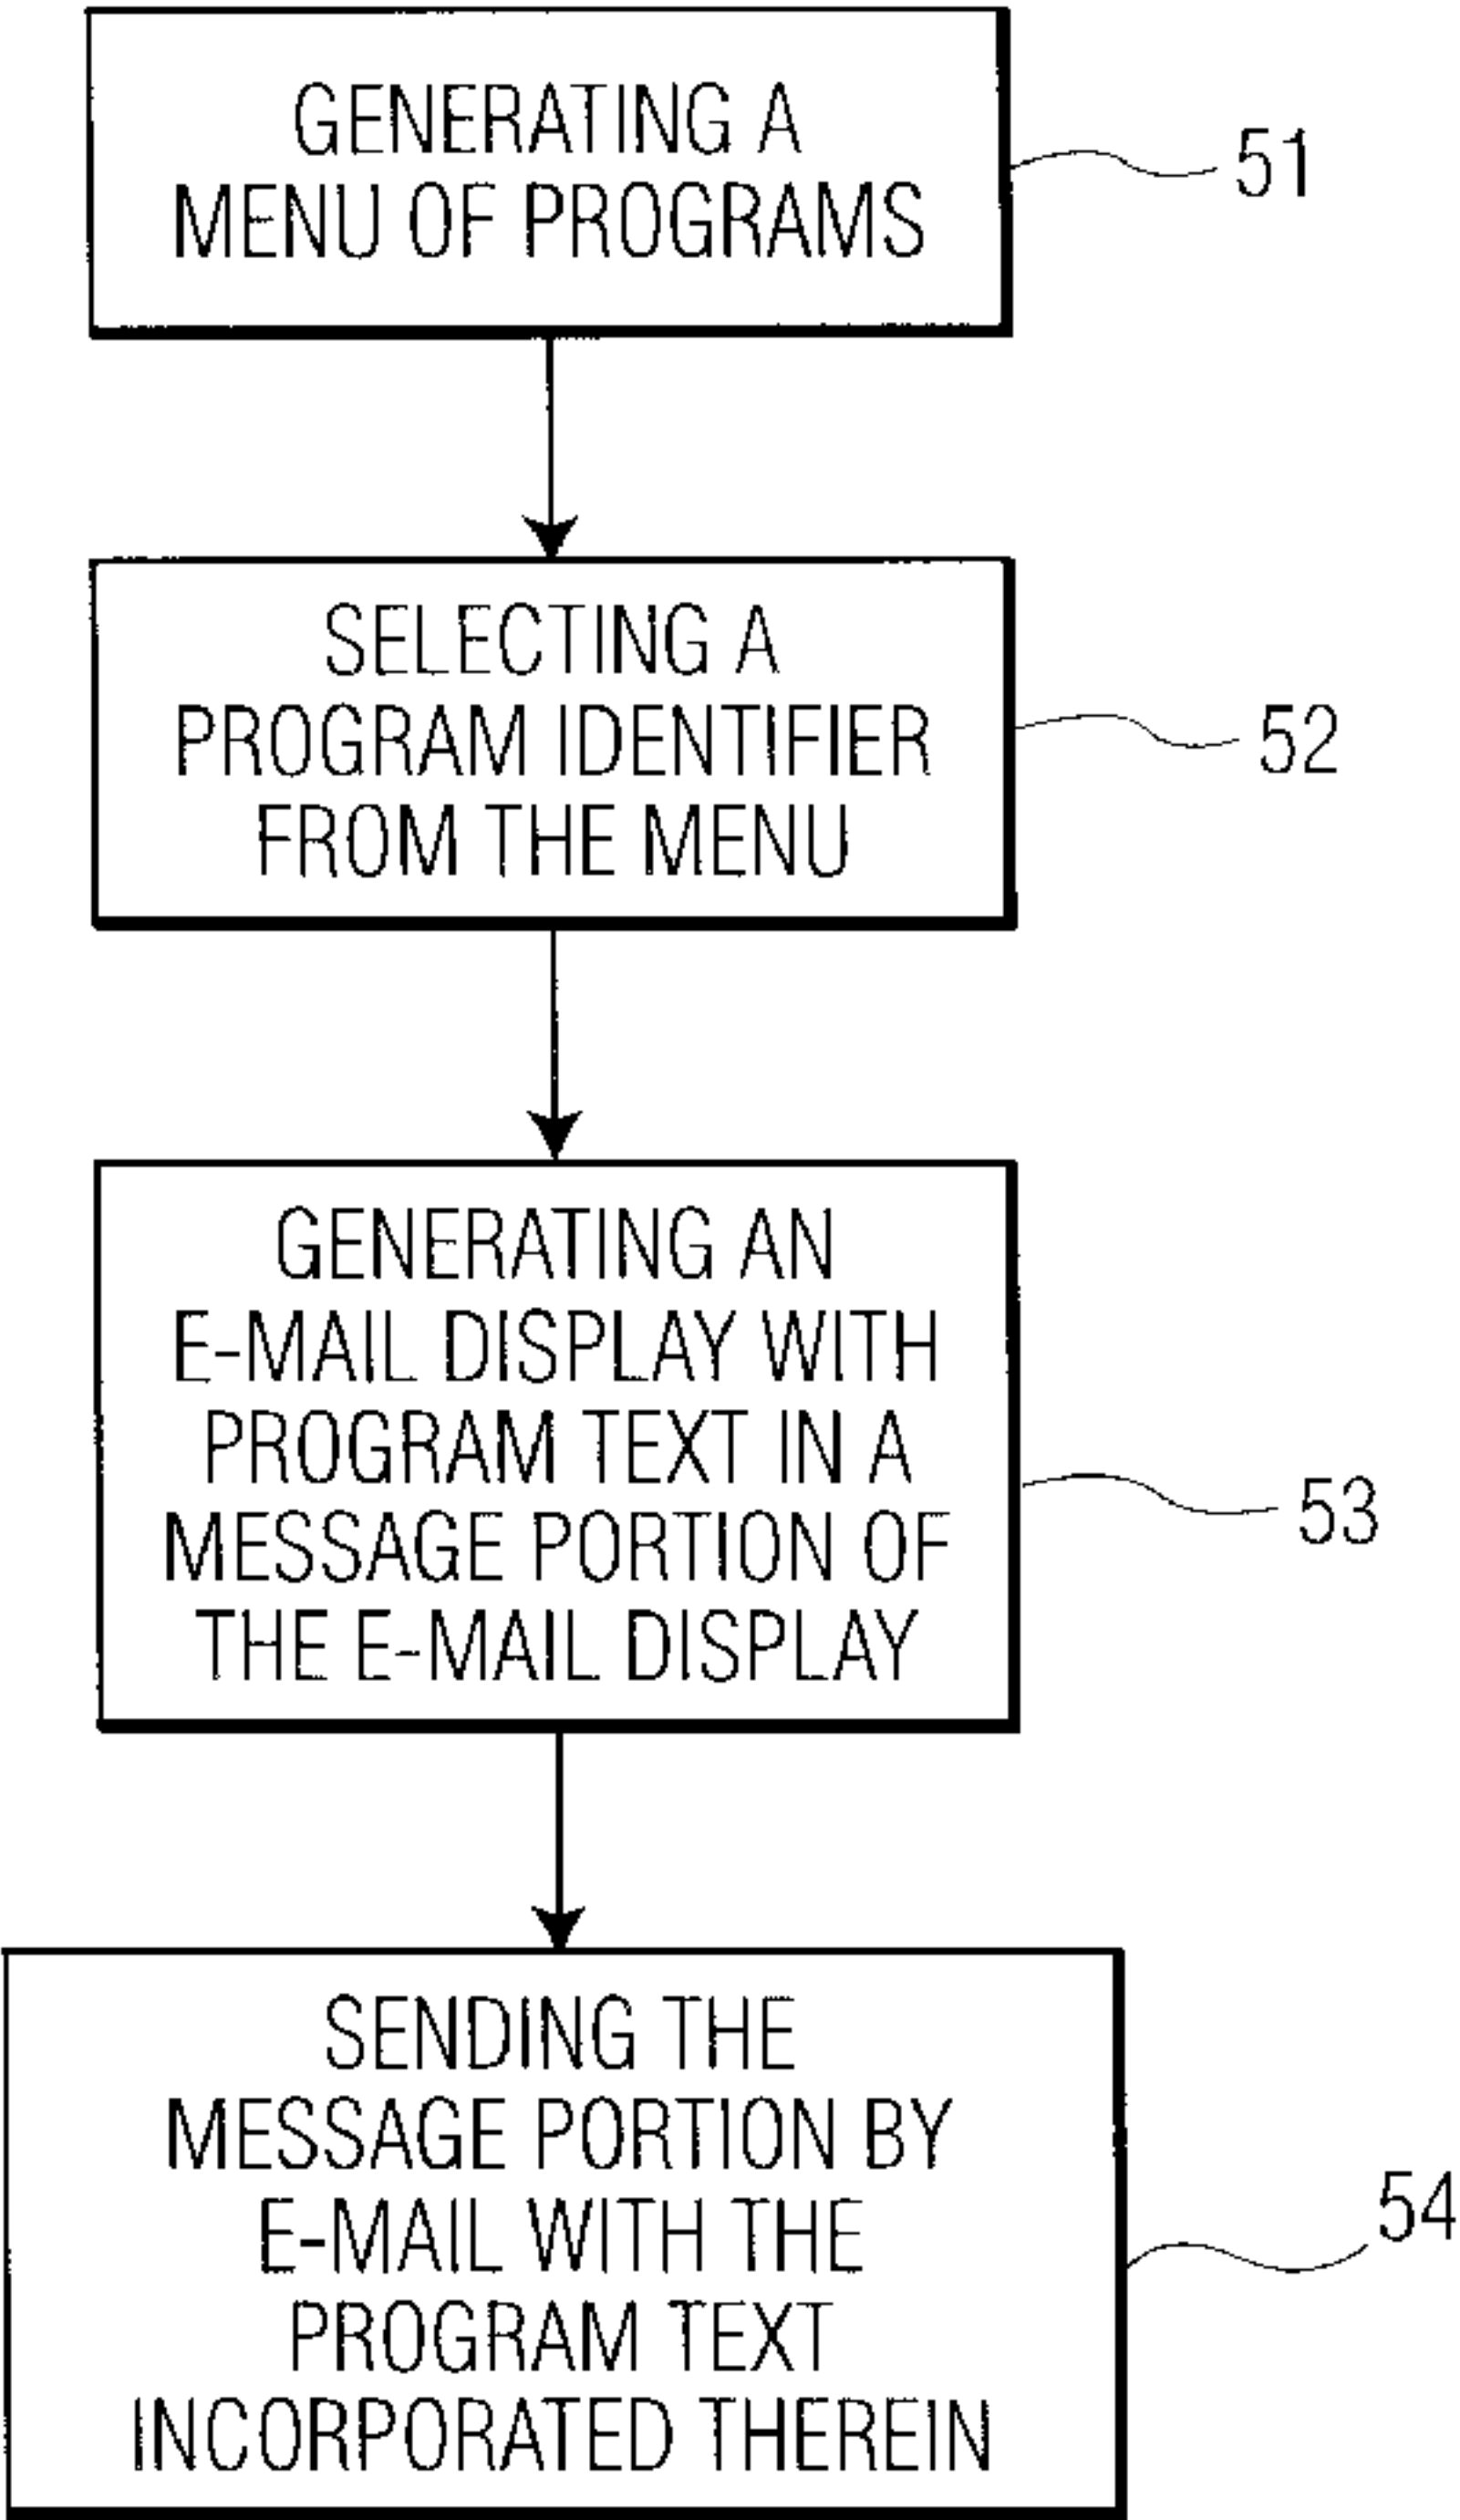 GENERATING A
MENU OF PROGRAMS
51
SELECTING A
PROGRAM IDENTIFIER
FROM THE MENU
52
GENERATING AN
E-MAIL DISPLAY WITH
PROGRAM TEXT IN A
MESSAGE PORTION OF
THE E-MAIL DISPLAY
53
SENDING THE
MESSAGE PORTION BY
E-MAIL WITH THE
PROGRAM TEXT
INCORPORATED THEREIN
54